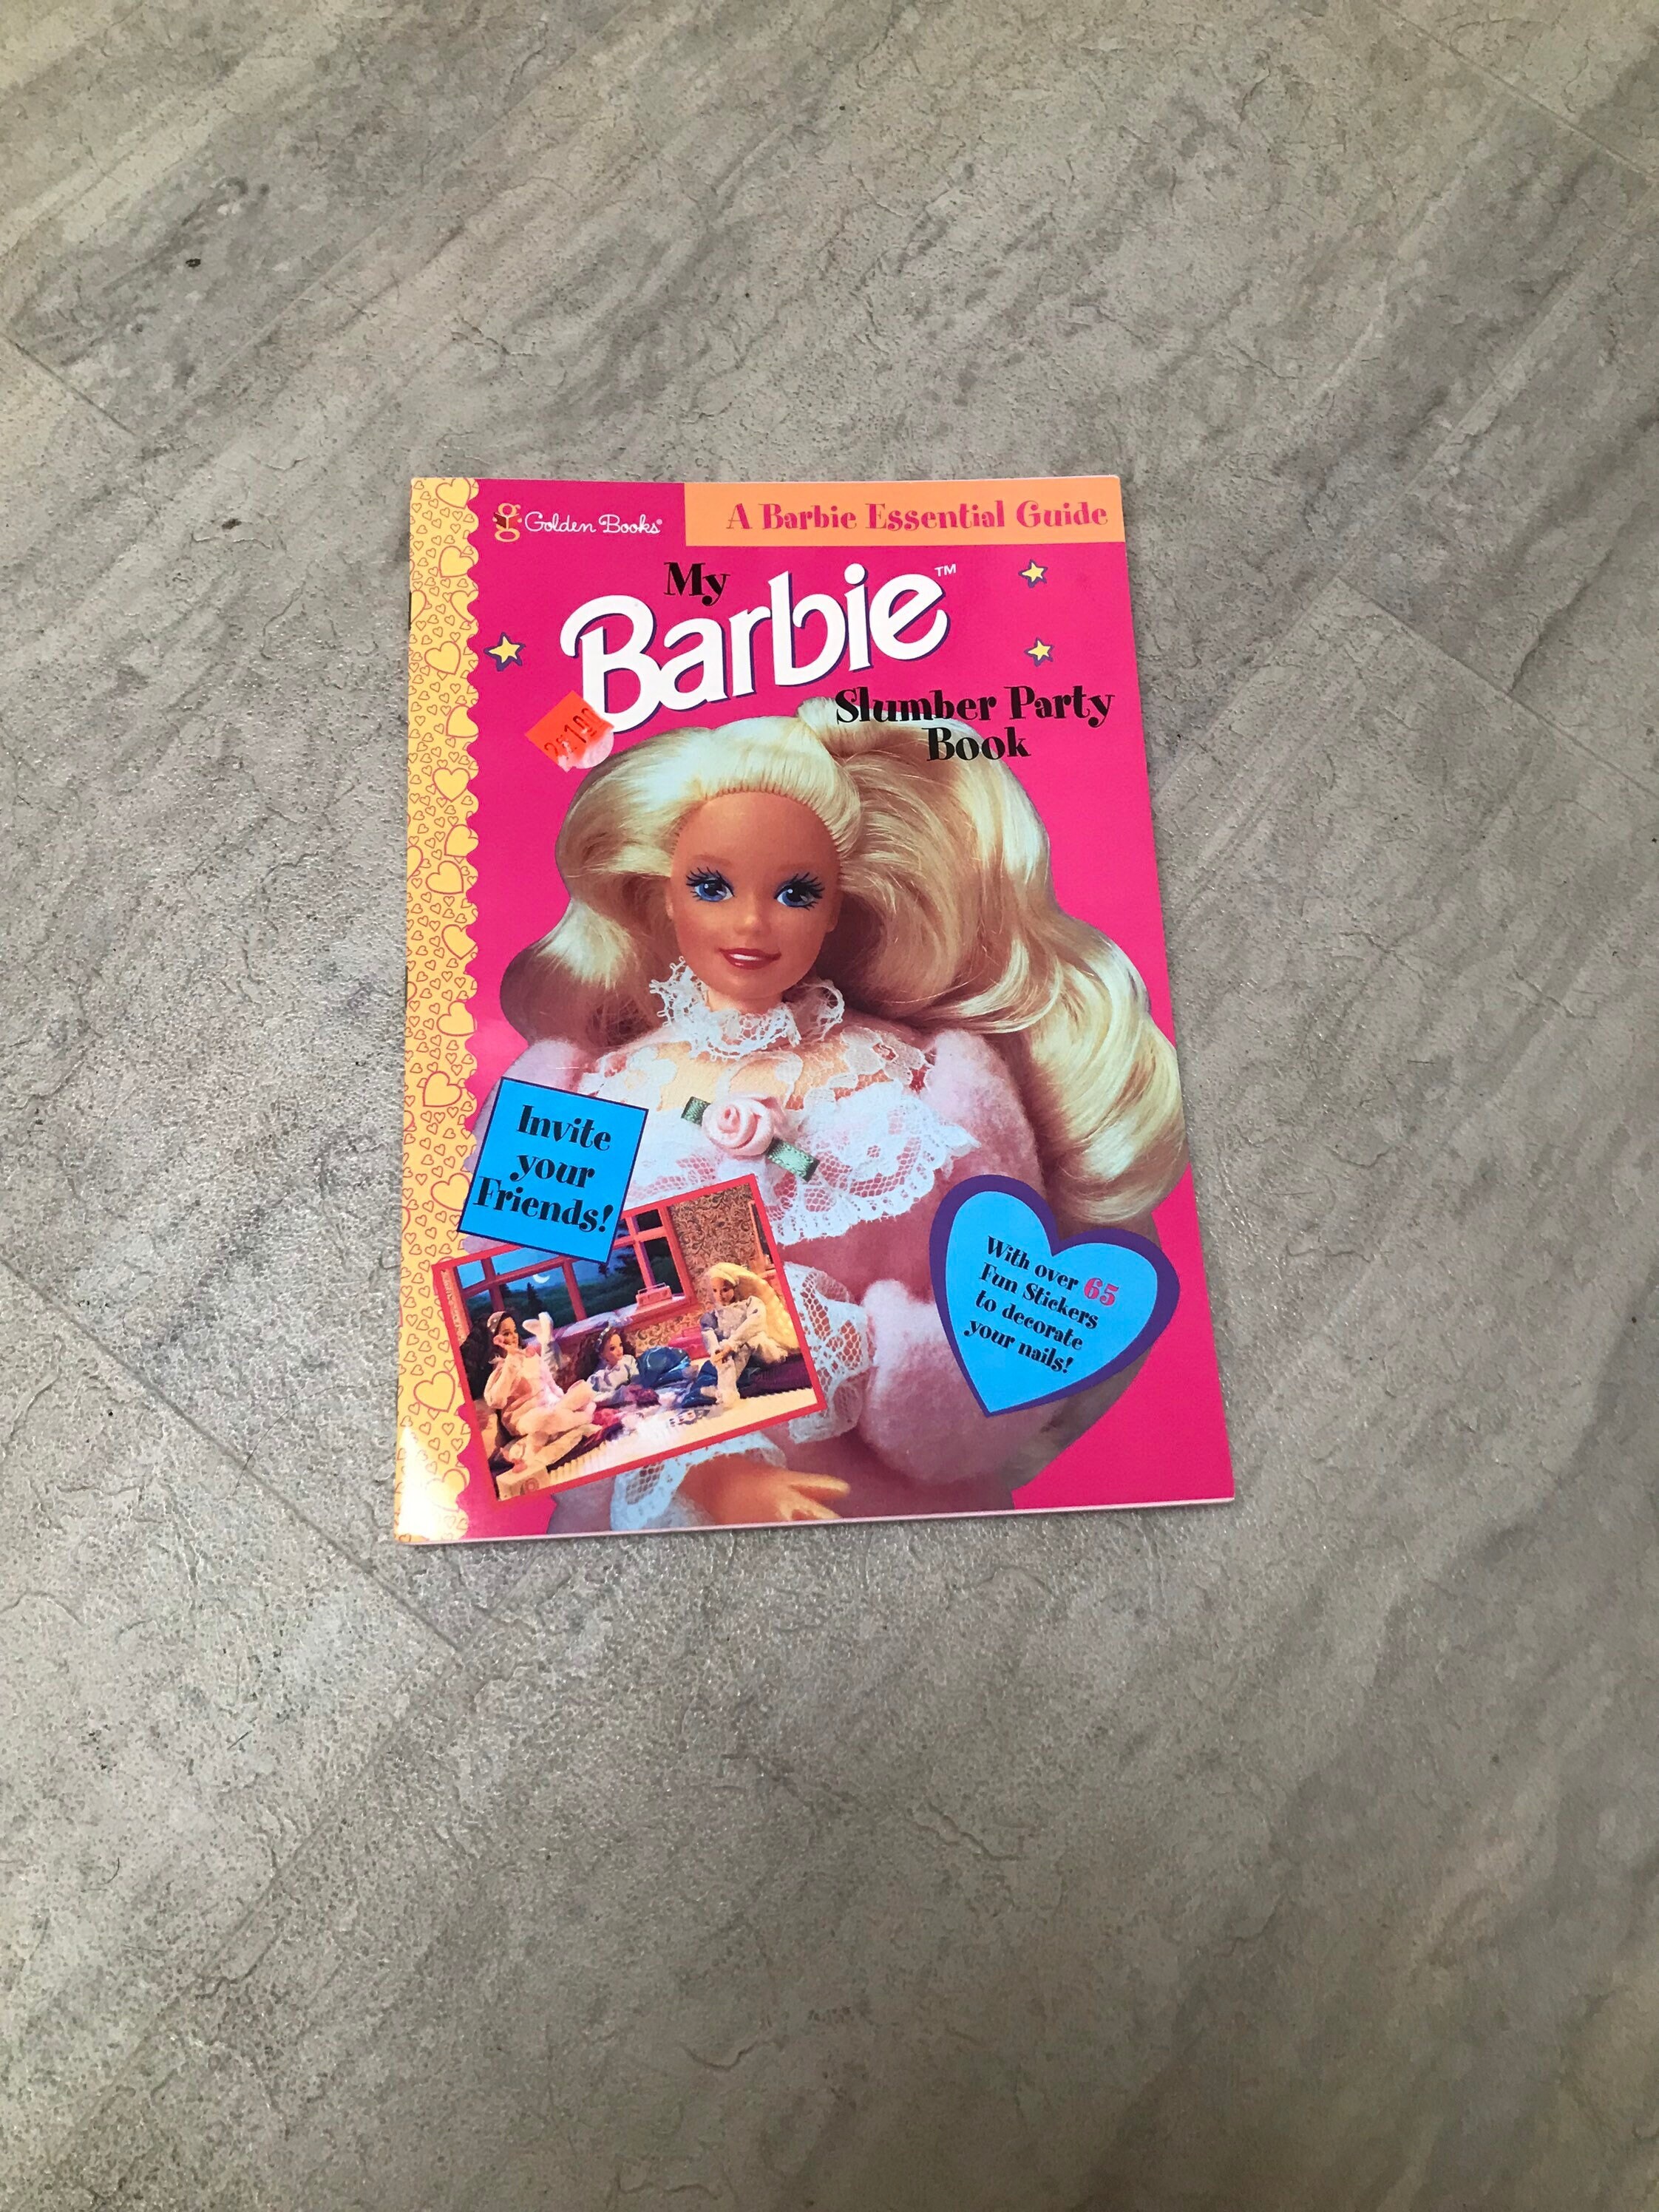 Golden Books®
A Barbie Essential Guide
My
Barbie™
Slumber Party
Book
Invite
your
Friends!
With over 65
Fun Stickers
to decorate
your nails!